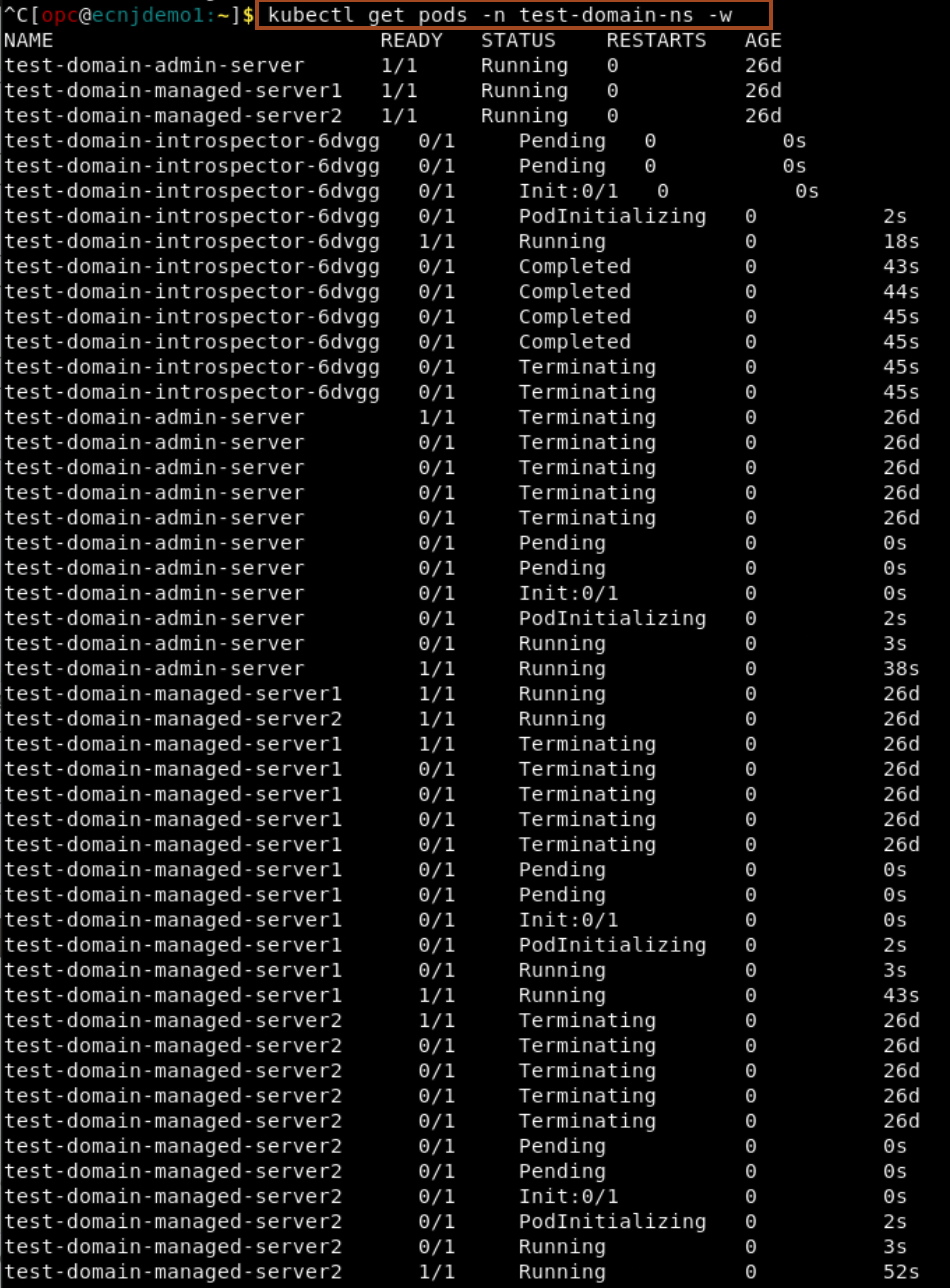 ^C[opc@ecnjdemo1:~]$ kubectl get pods -n test-domain-ns -w
NAME READY STATUS RESTARTS AGE
test-domain-admin-server 1/1 Running 0 26d
test-domain-managed-server1 1/1 Running 0 26d
test-domain-managed-server2 1/1 Running 0 26d
test-domain-introspector-6dvgg 0/1 Pending 0 0s
test-domain-introspector-6dvgg 0/1 Pending 0 0s
test-domain-introspector-6dvgg 0/1 Init:0/1 0 0s
test-domain-introspector-6dvgg 0/1 PodInitializing 0 2s
test-domain-introspector-6dvgg 1/1 Running 0 18s
test-domain-introspector-6dvgg 0/1 Completed 0 43s
test-domain-introspector-6dvgg 0/1 Completed 0 44s
test-domain-introspector-6dvgg 0/1 Completed 0 45s
test-domain-introspector-6dvgg 0/1 Completed 0 45s
test-domain-introspector-6dvgg 0/1 Terminating 0 45s
test-domain-introspector-6dvgg 0/1 Terminating 0 45s
test-domain-admin-server 1/1 Terminating 0 26d
test-domain-admin-server 0/1 Terminating 0 26d
test-domain-admin-server 0/1 Terminating 0 26d
test-domain-admin-server 0/1 Terminating 0 26d
test-domain-admin-server 0/1 Terminating 0 26d
test-domain-admin-server 0/1 Pending 0 0s
test-domain-admin-server 0/1 Pending 0 0s
test-domain-admin-server 0/1 Init:0/1 0 0s
test-domain-admin-server 0/1 PodInitializing 0 2s
test-domain-admin-server 0/1 Running 0 3s
test-domain-admin-server 1/1 Running 0 38s
test-domain-managed-server1 1/1 Running 0 26d
test-domain-managed-server2 1/1 Running 0 26d
test-domain-managed-server1 1/1 Terminating 0 26d
test-domain-managed-server1 0/1 Terminating 0 26d
test-domain-managed-server1 0/1 Terminating 0 26d
test-domain-managed-server1 0/1 Terminating 0 26d
test-domain-managed-server1 0/1 Terminating 0 26d
test-domain-managed-server1 0/1 Pending 0 0s
test-domain-managed-server1 0/1 Pending 0 0s
test-domain-managed-server1 0/1 Init:0/1 0 0s
test-domain-managed-server1 0/1 PodInitializing 0 2s
test-domain-managed-server1 0/1 Running 0 3s
test-domain-managed-server1 1/1 Running 0 43s
test-domain-managed-server2 1/1 Terminating 0 26d
test-domain-managed-server2 0/1 Terminating 0 26d
test-domain-managed-server2 0/1 Terminating 0 26d
test-domain-managed-server2 0/1 Terminating 0 26d
test-domain-managed-server2 0/1 Terminating 0 26d
test-domain-managed-server2 0/1 Pending 0 0s
test-domain-managed-server2 0/1 Pending 0 0s
test-domain-managed-server2 0/1 Init:0/1 0 0s
test-domain-managed-server2 0/1 PodInitializing 0 2s
test-domain-managed-server2 0/1 Running 0 3s
test-domain-managed-server2 1/1 Running 0 52s